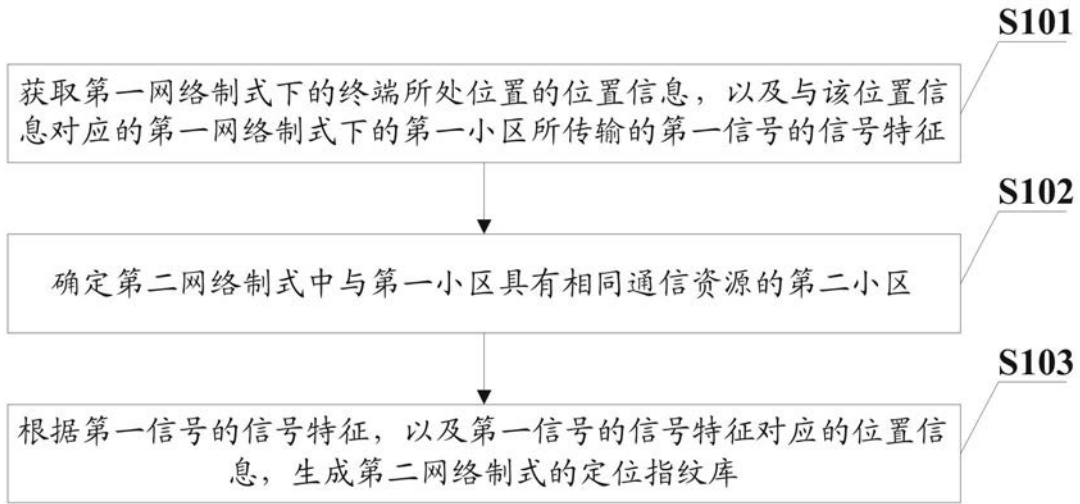 S101
获取第一网络制式下的终端所处位置的位置信息，以及与该位置信
息对应的第一网络制式下的第一小区所传输的第一信号的信号特征
S102
确定第二网络制式中与第一小区具有相同通信资源的第二小区
S103
根据第一信号的信号特征，以及第一信号的信号特征对应的位置信
息，生成第二网络制式的定位指纹库